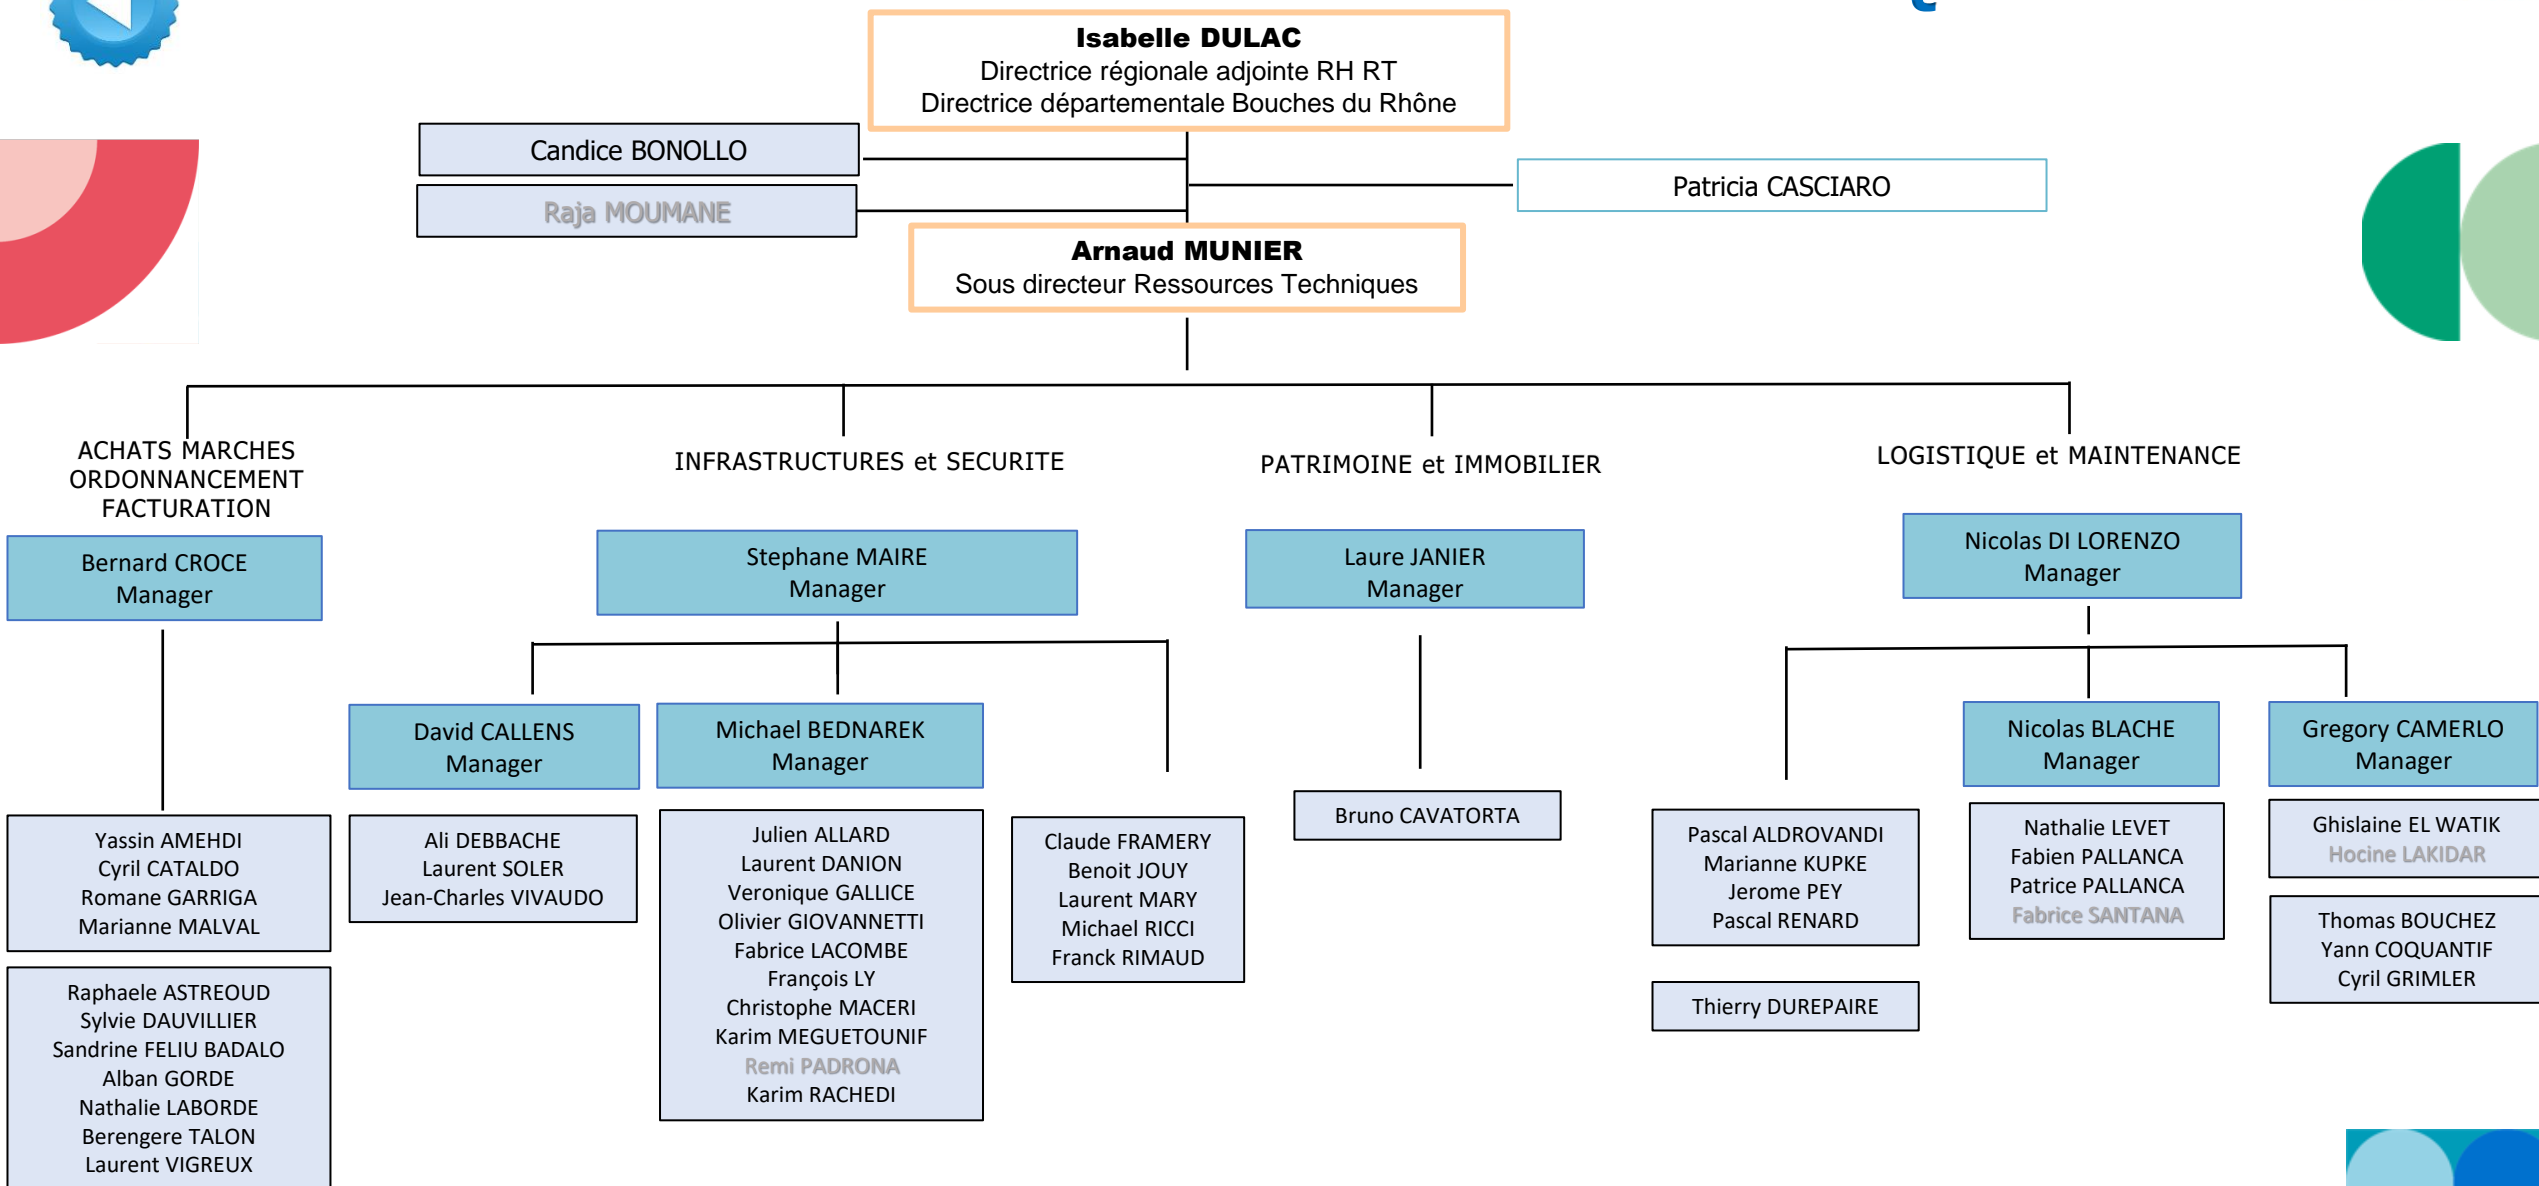 Isabelle DULAC
Directrice régionale adjointe RH RT
Directrice départementale Bouches du Rhône
Candice BONOLLO
Patricia CASCIARO
Raja MOUMANE
Arnaud MUNIER
Sous directeur Ressources Techniques
ACHATS MARCHES
ORDONNANCEMENT
FACTURATION
INFRASTRUCTURES et SECURITE
PATRIMOINE et IMMOBILIER
LOGISTIQUE et MAINTENANCE
Bernard CROCE
Manager
Stephane MAIRE
Manager
Laure JANIER
Manager
Nicolas DI LORENZO
Manager
David CALLENS
Manager
Michael BEDNAREK
Manager
Nicolas BLACHE
Manager
Gregory CAMERLO
Manager
Yassin AMEHDI
Cyril CATALDO
Romane GARRIGA
Marianne MALVAL
Raphaele ASTREOUD
Sylvie DAUVILLIER
Sandrine FELIU BADALO
Alban GORDE
Nathalie LABORDE
Berengere TALON
Laurent VIGREUX
Ali DEBBACHE
Laurent SOLER
Jean-Charles VIVAUDO
Julien ALLARD
Laurent DANION
Veronique GALLICE
Olivier GIOVANNETTI
Fabrice LACOMBE
François LY
Christophe MACERI
Karim MEGUETOUNIF
Remi PADRONA
Karim RACHEDI
Claude FRAMERY
Benoit JOUY
Laurent MARY
Michael RICCI
Franck RIMAUD
Bruno CAVATORTA
Pascal ALDROVANDI
Marianne KUPKE
Jerome PEY
Pascal RENARD
Thierry DUREPAIRE
Nathalie LEVET
Fabien PALLANCA
Patrice PALLANCA
Fabrice SANTANA
Ghislaine EL WATIK
Hocine LAKIDAR
Thomas BOUCHEZ
Yann COQUANTIF
Cyril GRIMLER